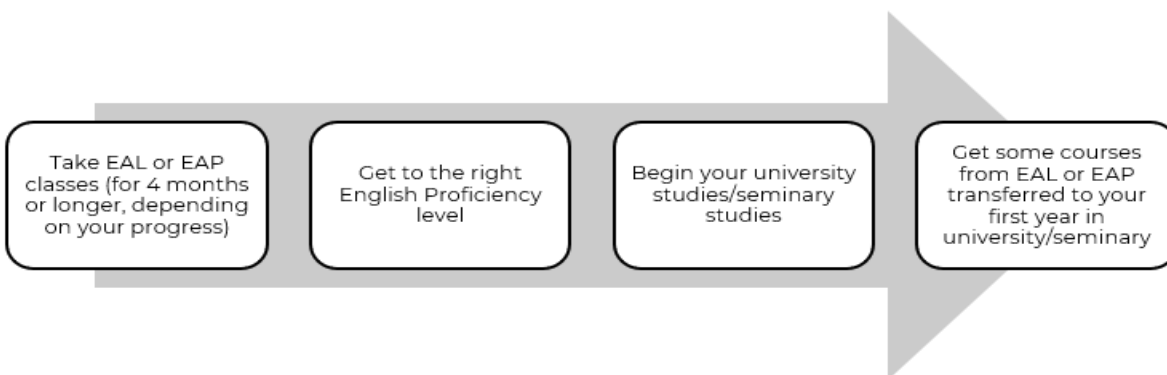 Take EAL or EAP
classes (for 4 months
or longer, depending
on your progress)
Get to the right
English Proficiency
level
Begin your university
studies/seminary
studies
Get some courses
from EAL or EAP
transferred to your
first year in
university/seminary